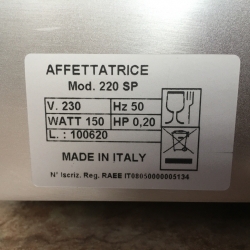 AFFETTATRICE
Mod. 220 SP
V. 230 Hz 50
WATT 150 HP 0,20
L. : 100620
MADE IN ITALY
N° Iscriz. Reg. RAEE IT08050000005134